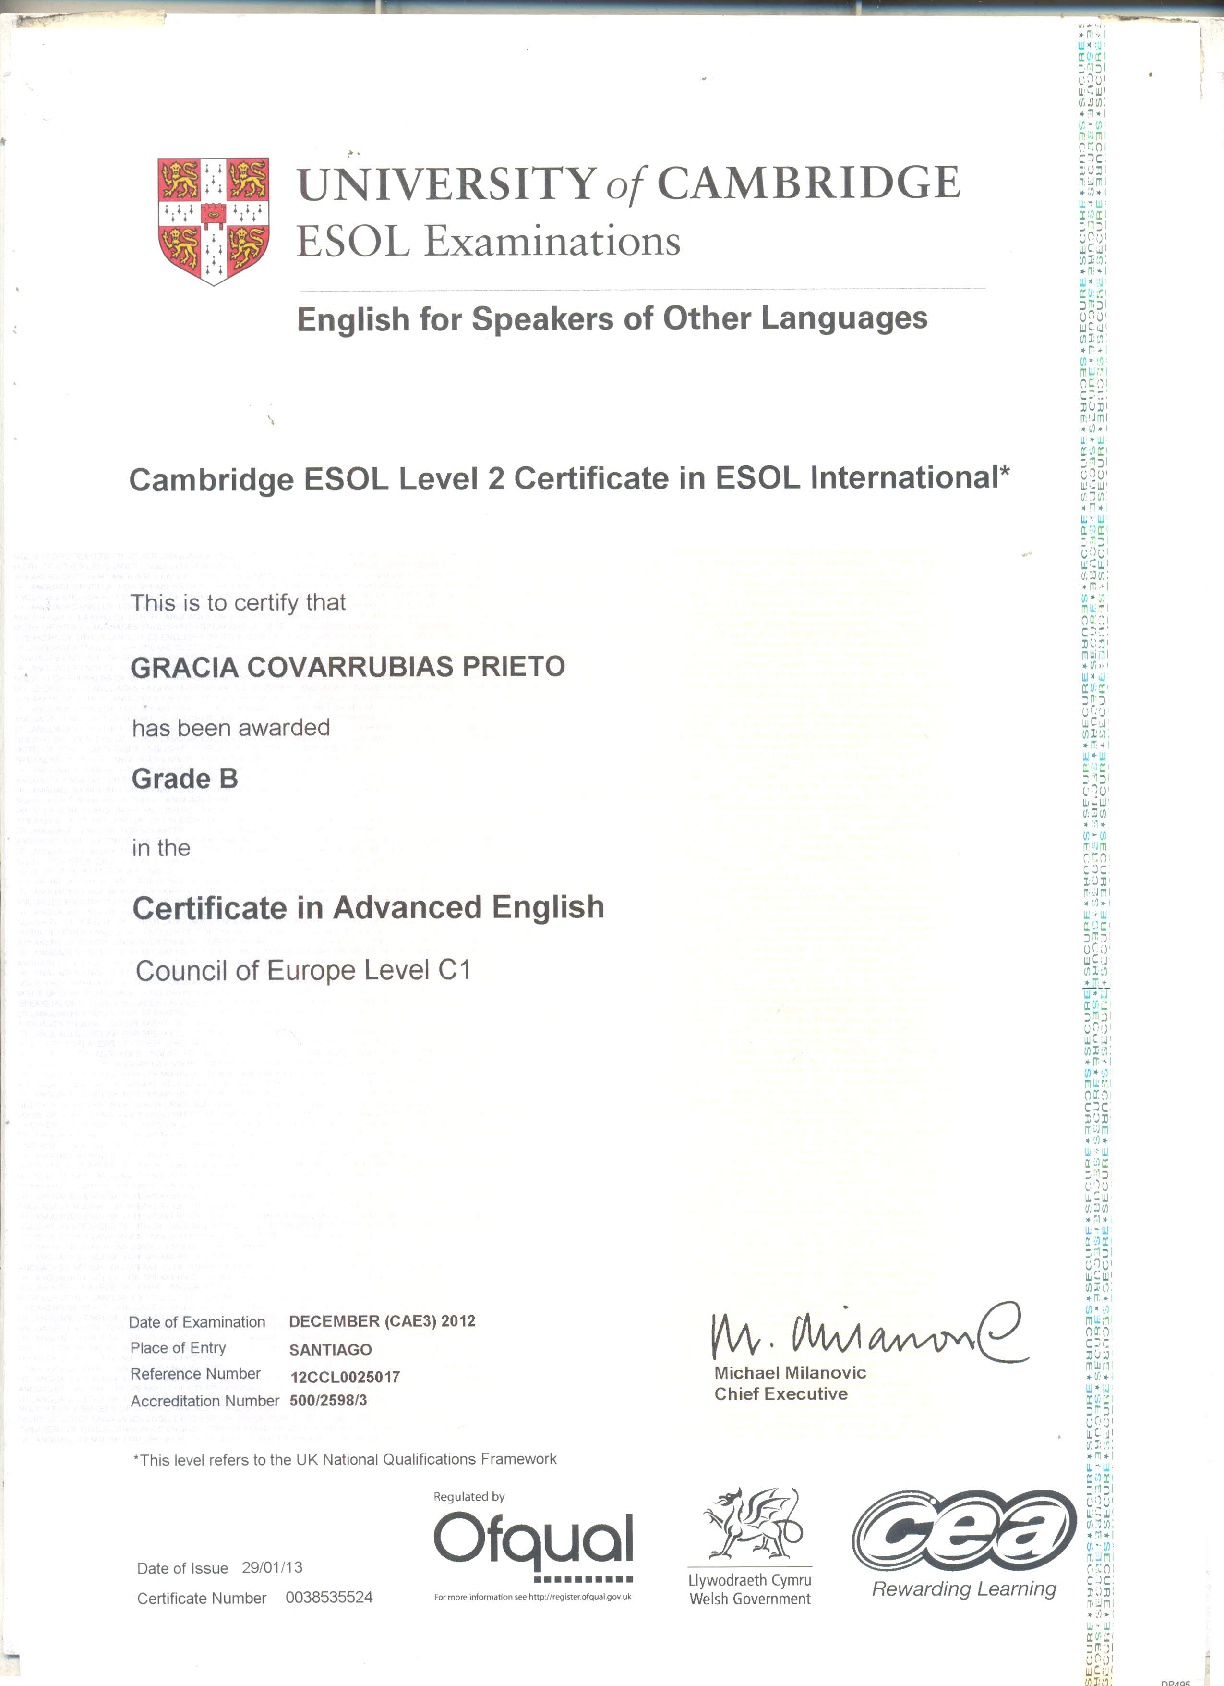 UNIVERSITY of CAMBRIDGE
ESOL Examinations
English for Speakers of Other Languages
Cambridge ESOL Level 2 Certificate in ESOL International*
This is to certify that
GRACIA COVARRUBIAS PRIETO
has been awarded
Grade B
in the
Certificate in Advanced English
Council of Europe Level C1
Date of Examination DECEMBER (CAE3) 2012
Place of Entry SANTIAGO
Reference Number 12CCL0025017
Accreditation Number 500/2598/3
M. Milanovic
Michael Milanovic
Chief Executive
*This level refers to the UK National Qualifications Framework
Regulated by
Ofqual
For more information see http://register.ofqual.gov.uk
Llywodraeth Cymru
Welsh Government
cea
Rewarding Learning
Date of Issue 29/01/13
Certificate Number 0038535524
SECURE*SECURE*SECURE*SECURE